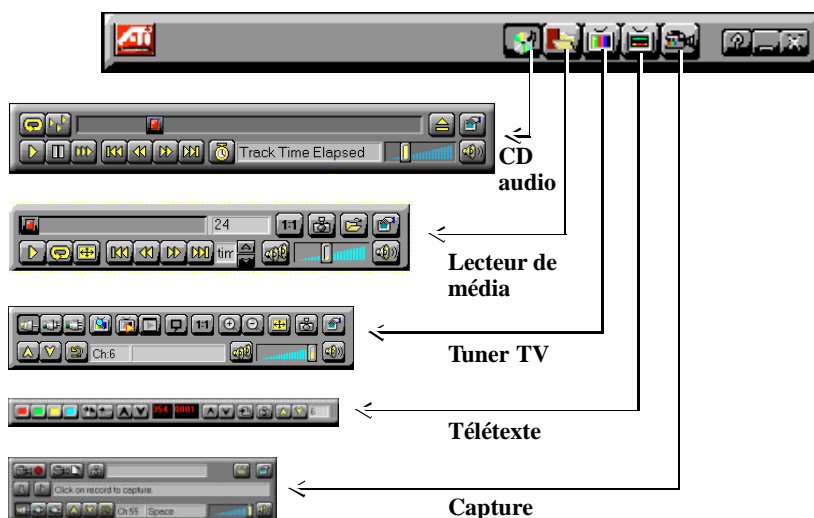 ATi
Track Time Elapsed
CD
audio
24
1:1
tim
Lecteur de
média
1:1
Ch:6
Tuner TV
354 0001
6
Télétexte
Click on record to capture
Ch:55 Space
Capture